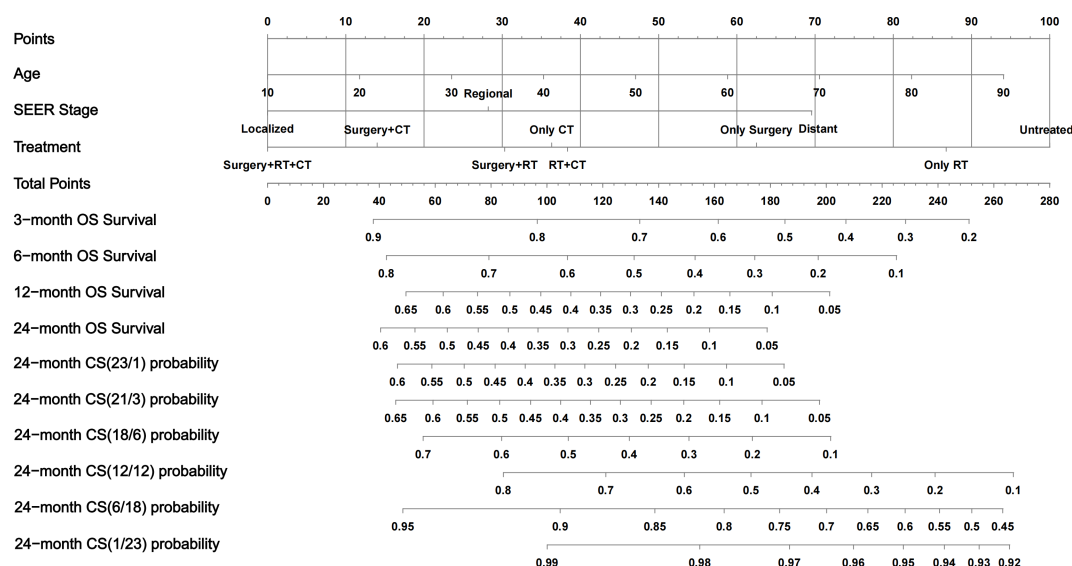 0 10 20 30 40 50 60 70 80 90 100
Points
Age
10 20 30 40 50 60 70 80 90
Regional
SEER Stage
Localized Distant
Surgery+CT Only CT Only Surgery Untreated
Treatment
Surgery+RT+CT Surgery+RT RT+CT Only RT
Total Points
0 20 40 60 80 100 120 140 160 180 200 220 240 260 280
3−month OS Survival
0.9 0.8 0.7 0.6 0.5 0.4 0.3 0.2
6−month OS Survival
0.8 0.7 0.6 0.5 0.4 0.3 0.2 0.1
12−month OS Survival
0.65 0.6 0.55 0.5 0.45 0.4 0.35 0.3 0.25 0.2 0.15 0.1 0.05
24−month OS Survival
0.6 0.55 0.5 0.45 0.4 0.35 0.3 0.25 0.2 0.15 0.1 0.05
24−month CS(23/1) probability
0.6 0.55 0.5 0.45 0.4 0.35 0.3 0.25 0.2 0.15 0.1 0.05
24−month CS(21/3) probability
0.65 0.6 0.55 0.5 0.45 0.4 0.35 0.3 0.25 0.2 0.15 0.1 0.05
24−month CS(18/6) probability
0.7 0.6 0.5 0.4 0.3 0.2 0.1
24−month CS(12/12) probability
0.8 0.7 0.6 0.5 0.4 0.3 0.2 0.1
24−month CS(6/18) probability
0.95 0.9 0.85 0.8 0.75 0.7 0.65 0.6 0.55 0.5 0.45
24−month CS(1/23) probability
0.99 0.98 0.97 0.96 0.95 0.94 0.93 0.92